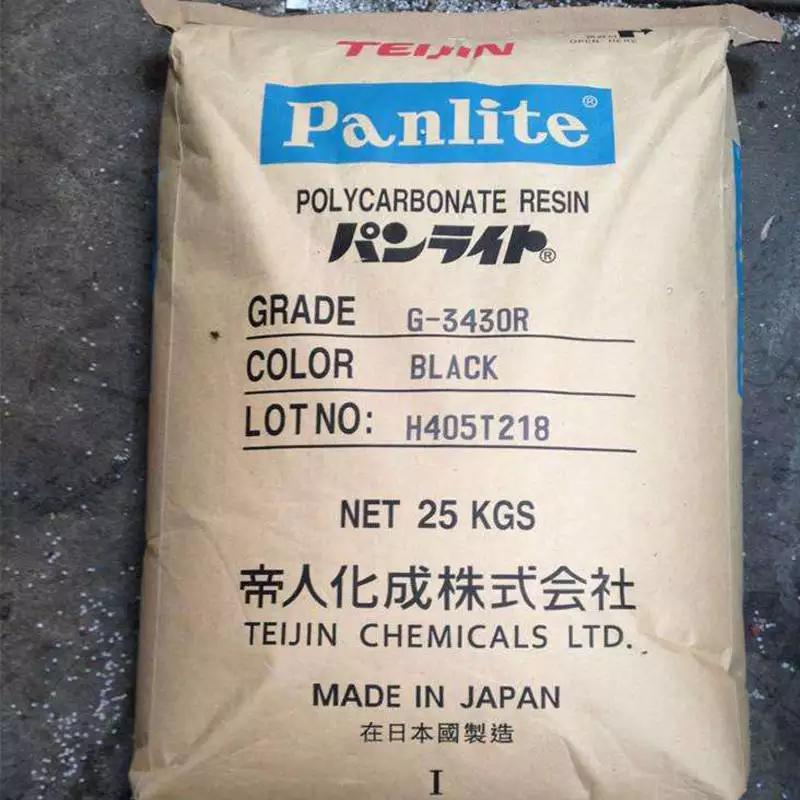 TEIJIN
OPEN HERE
Panlite®
POLYCARBONATE RESIN
パンライト®
GRADE G-3430R
COLOR BLACK
LOT NO: H405T218
NET 25 KGS
帝人化成株式会社
TEIJIN CHEMICALS LTD.
MADE IN JAPAN
在日本國製造
I